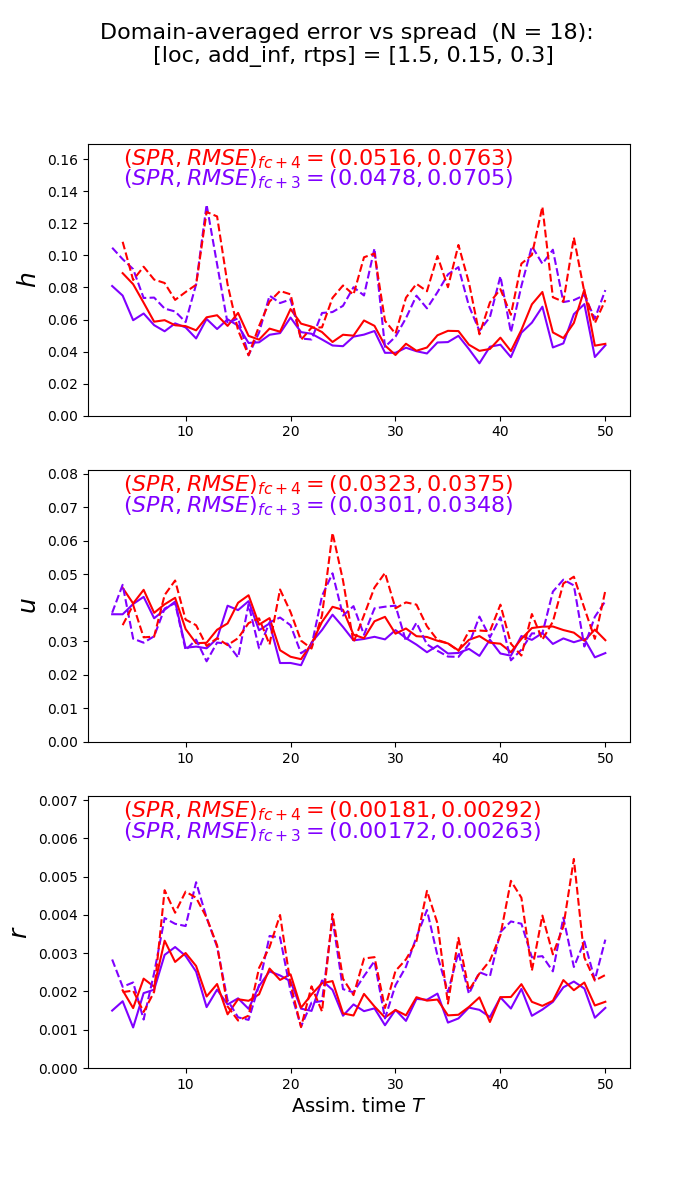 Domain-averaged error vs spread (N = 18):
[loc, add_inf, rtps] = [1.5, 0.15, 0.3]
(SPR, RMSE)fc+4 = (0.0516, 0.0763)
(SPR, RMSE)fc+3 = (0.0478, 0.0705)
0.16
0.14
0.12
0.10
0.08
0.06
0.04
0.02
0.00
h
10 20 30 40 50
(SPR, RMSE)fc+4 = (0.0323, 0.0375)
(SPR, RMSE)fc+3 = (0.0301, 0.0348)
0.08
0.07
0.06
0.05
0.04
0.03
0.02
0.01
0.00
u
10 20 30 40 50
(SPR, RMSE)fc+4 = (0.00181, 0.00292)
(SPR, RMSE)fc+3 = (0.00172, 0.00263)
0.007
0.006
0.005
0.004
0.003
0.002
0.001
0.000
r
10 20 30 40 50
Assim. time T